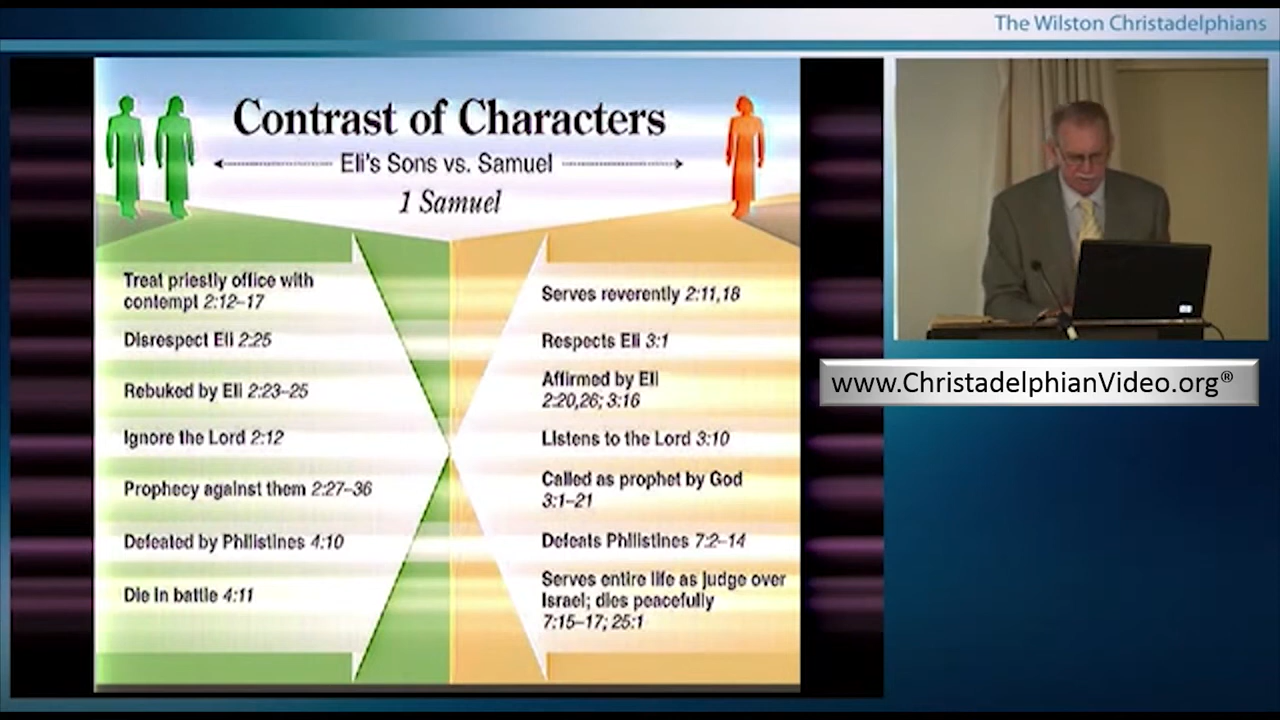 The Wilston Christadelphians
Contrast of Characters
Eli's Sons vs. Samuel
1 Samuel
Treat priestly office with
contempt 2:12–17
Disrespect Eli 2:25
Rebuked by Eli 2:23–25
Ignore the Lord 2:12
Prophecy against them 2:27–36
Defeated by Philistines 4:10
Die in battle 4:11
Serves reverently 2:11,18
Respects Eli 3:1
Affirmed by Eli
2:20,26; 3:16
Listens to the Lord 3:10
Called as prophet by God
3:1–21
Defeats Philistines 7:2–14
Serves entire life as judge over
Israel; dies peacefully
7:15–17; 25:1
www.ChristadelphianVideo.org®